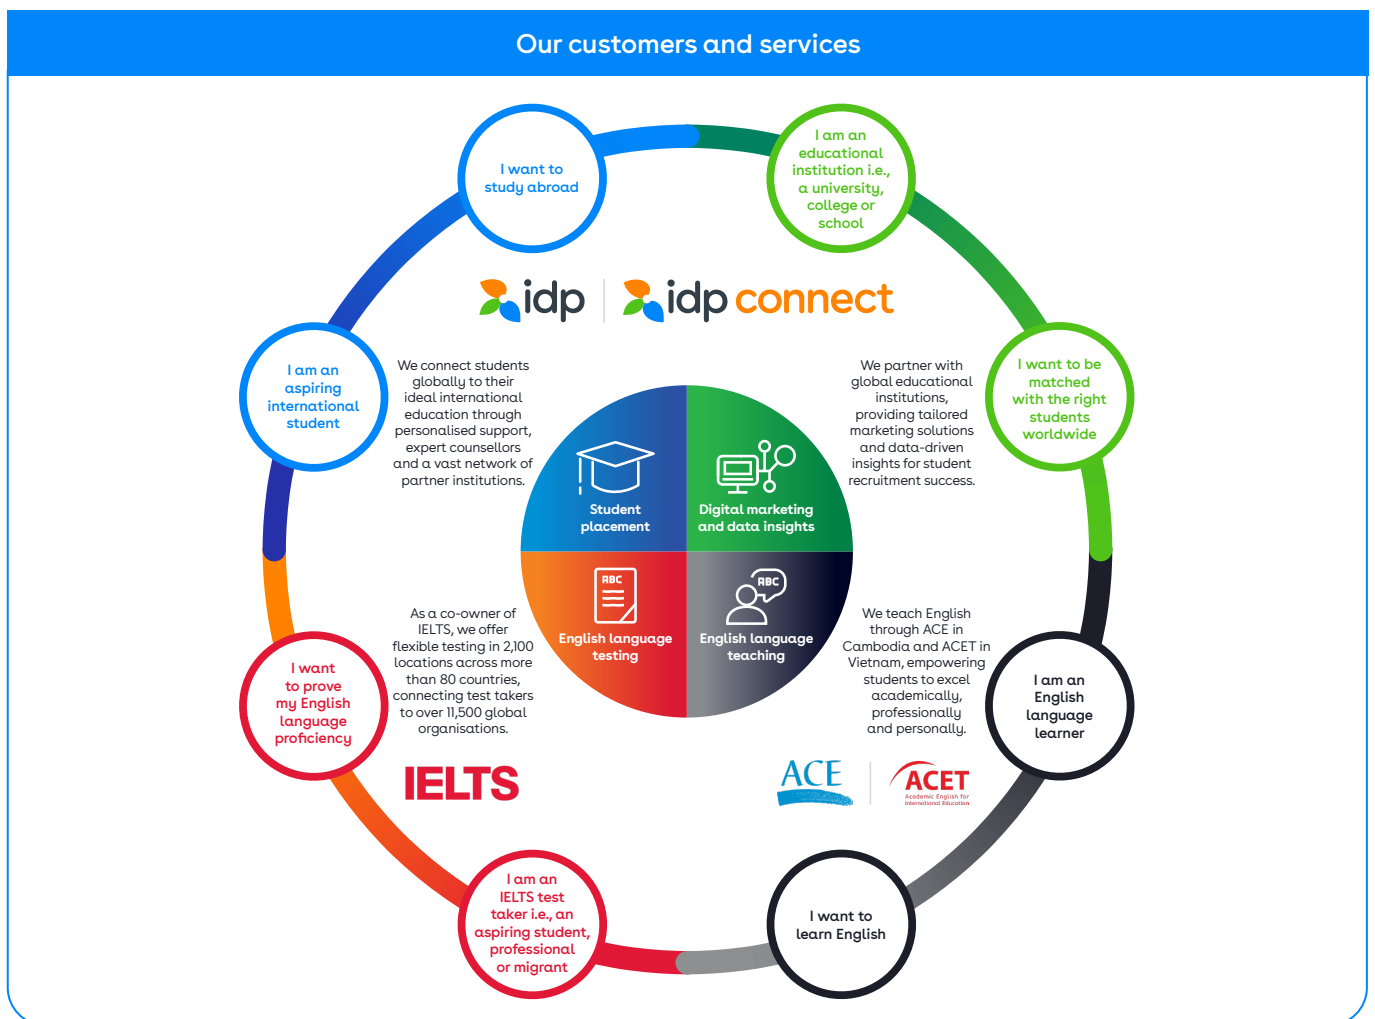 Our customers and services
I want to
study abroad
I am an
educational
institution i.e.,
a university,
college or
school
idp
idp connect
I am an
aspiring
international
student
We connect students
globally to their
ideal international
education through
personalised support,
expert counsellors
and a vast network of
partner institutions.
We partner with
global educational
institutions,
providing tailored
marketing solutions
and data-driven
insights for student
recruitment success.
I want to be
matched
with the right
students
worldwide
Student
placement
Digital marketing
and data insights
ABC
English language
testing
ABC
English language
teaching
I want
to prove
my English
language
proficiency
As a co-owner of
IELTS, we offer
flexible testing in 2,100
locations across more
than 80 countries,
connecting test takers
to over 11,500 global
organisations.
IELTS
We teach English
through ACE in
Cambodia and ACET in
Vietnam, empowering
students to excel
academically,
professionally
and personally.
ACE
ACET
Academic English for
International Education
I am an
English
language
learner
I am an
IELTS test
taker i.e., an
aspiring student,
professional
or migrant
I want to
learn English